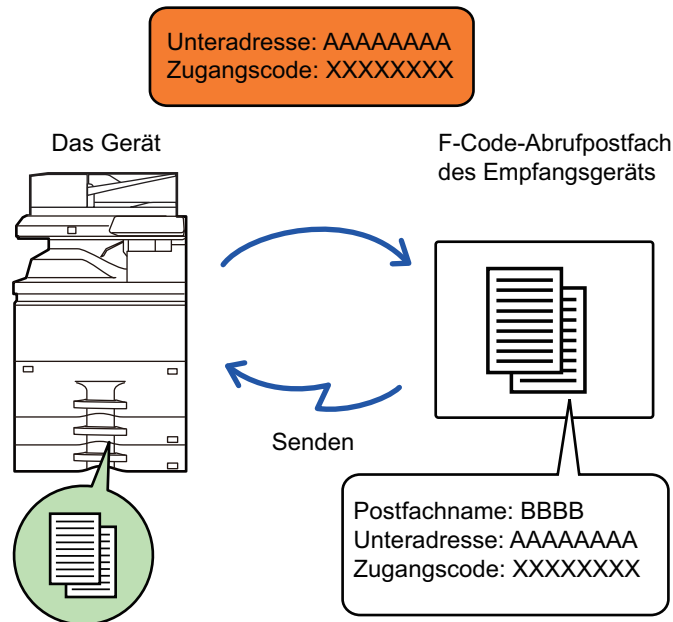 Unteradresse: AAAAAAAA
Zugangscode: XXXXXXXX
Das Gerät
F-Code-Abrufpostfach
des Empfangsgeräts
Senden
Postfachname: BBBB
Unteradresse: AAAAAAAA
Zugangscode: XXXXXXXX